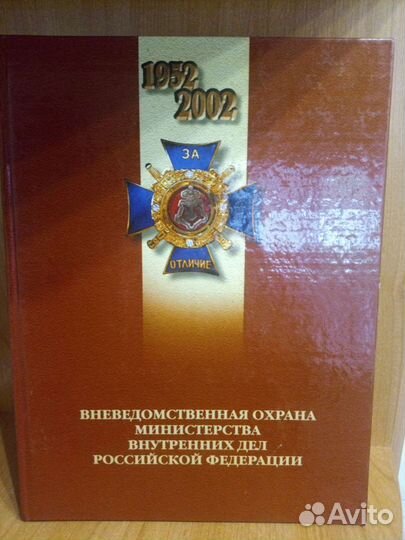 1952
2002
ЗА
ОТЛИЧИЕ
ВНЕВЕДОМСТВЕННАЯ ОХРАНА
МИНИСТЕРСТВА
ВНУТРЕННИХ ДЕЛ
РОССИЙСКОЙ ФЕДЕРАЦИИ
Avito